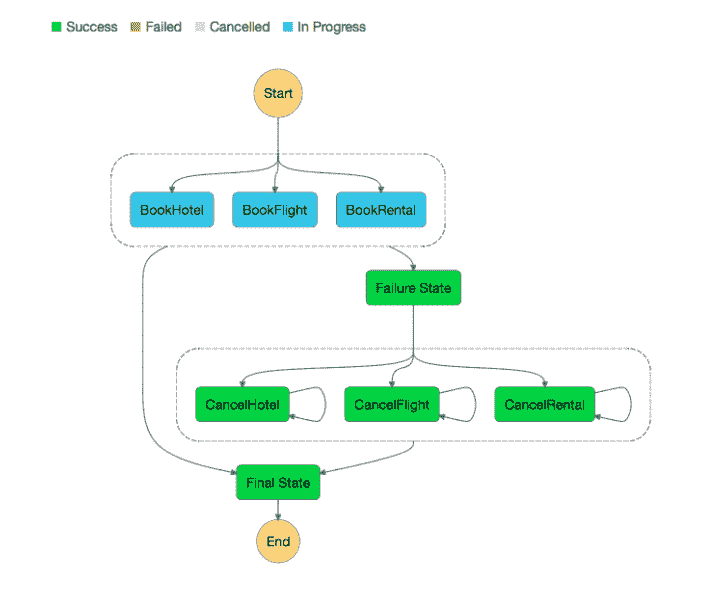 Success Failed Cancelled In Progress
Start
BookHotel BookFlight BookRental
Failure State
CancelHotel CancelFlight CancelRental
Final State
End